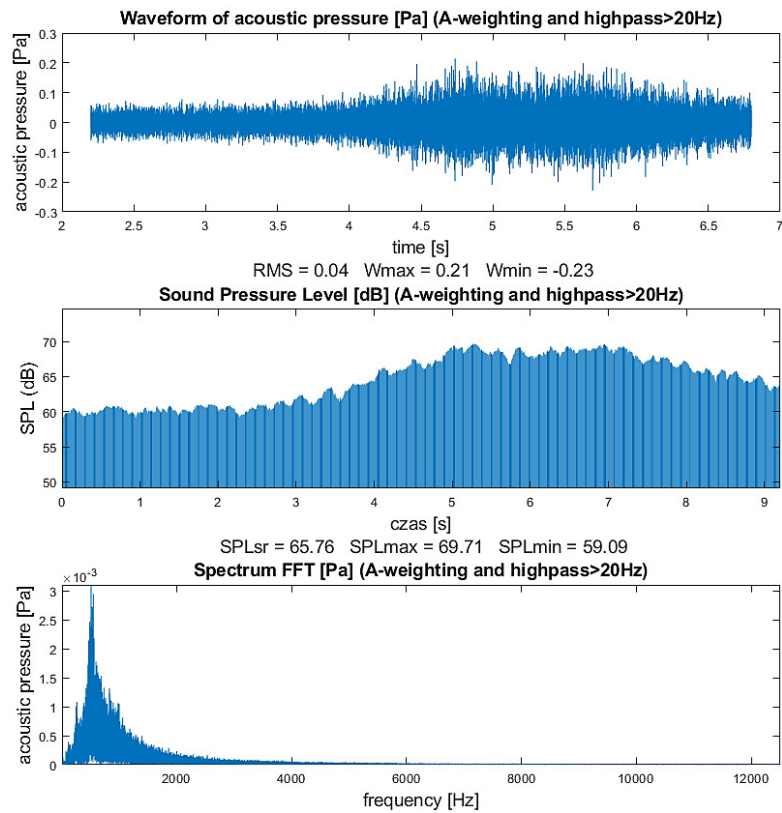 Waveform of acoustic pressure [Pa] (A-weighting and highpass>20Hz)
acoustic pressure [Pa]
0.3
0.2
0.1
0
-0.1
-0.2
-0.3
2 2.5 3 3.5 4 4.5 5 5.5 6 6.5 7
time [s]
RMS = 0.04 Wmax = 0.21 Wmin = -0.23
Sound Pressure Level [dB] (A-weighting and highpass>20Hz)
SPL (dB)
70
65
60
55
50
0 1 2 3 4 5 6 7 8 9
czas [s]
SPLsr = 65.76 SPLmax = 69.71 SPLmin = 59.09
Spectrum FFT [Pa] (A-weighting and highpass>20Hz)
×10⁻³
acoustic pressure [Pa]
3
2.5
2
1.5
1
0.5
0
2000 4000 6000 8000 10000 12000
frequency [Hz]